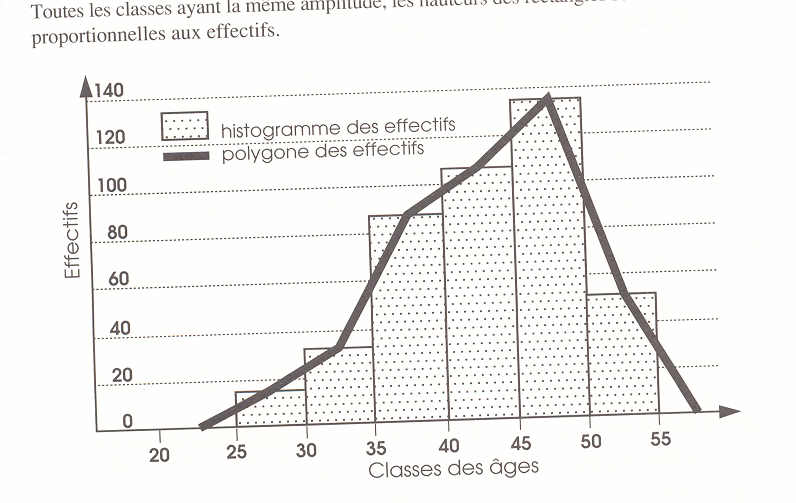 Toutes les classes ayant la même amplitude, les hauteurs des rectangles
proportionnelles aux effectifs.
140
histogramme des effectifs
120
polygone des effectifs
100
80
60
40
20
0
Effectifs
20 25 30 35 40 45 50 55
Classes des âges